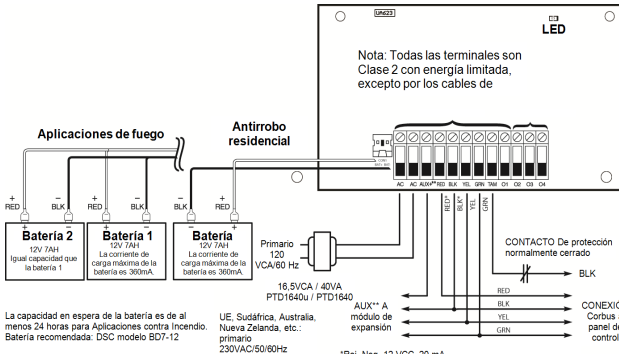 UA623
LED
Nota: Todas las terminales son
Clase 2 con energía limitada,
excepto por los cables de
Aplicaciones de fuego
Antirrobo
residencial
AC AC AUX+** RED BLK YEL GRN TAM O1 O2 O3 O4
RED*
BLK*
YEL
GRN
+ RED
– BLK
+ RED
– BLK
– BLK
+ RED
Batería 2
12V 7AH
Igual capacidad que
la batería 1
Batería 1
12V 7AH
La corriente de
carga máxima de la
batería es 360mA.
Batería
12V 7AH
La corriente de
carga máxima de la
batería es 360mA.
Primario
120
VCA/60 Hz
16,5VCA / 40VA
PTD1640u / PTD1640
CONTACTO De protección
normalmente cerrado
BLK
RED
BLK
YEL
GRN
AUX** A
módulo de
expansión
CONEXIÓ
Corbus
panel de
control
La capacidad en espera de la batería es de al
menos 24 horas para Aplicaciones contra Incendio.
Batería recomendada: DSC modelo BD7-12
UE, Sudáfrica, Australia,
Nueva Zelanda, etc.:
primario
230VAC/50/60Hz